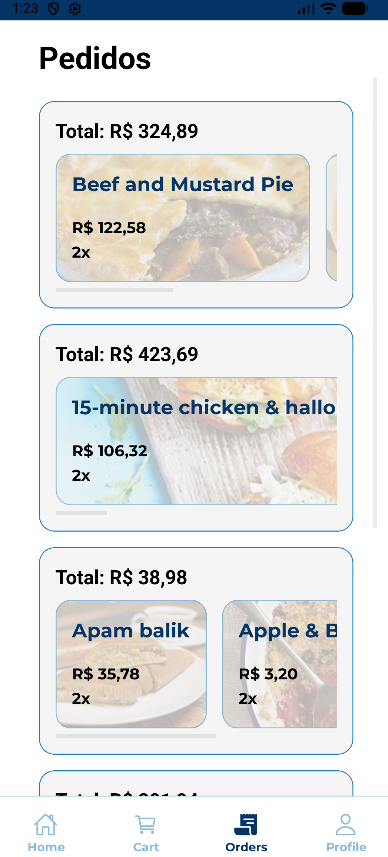 1:23
Pedidos
Total: R$ 324,89
Beef and Mustard Pie
R$ 122,58
2x
Total: R$ 423,69
15-minute chicken & hallo
R$ 106,32
2x
Total: R$ 38,98
Apam balik
R$ 35,78
2x
Apple & B
R$ 3,20
2x
Home
Cart
Orders
Profile